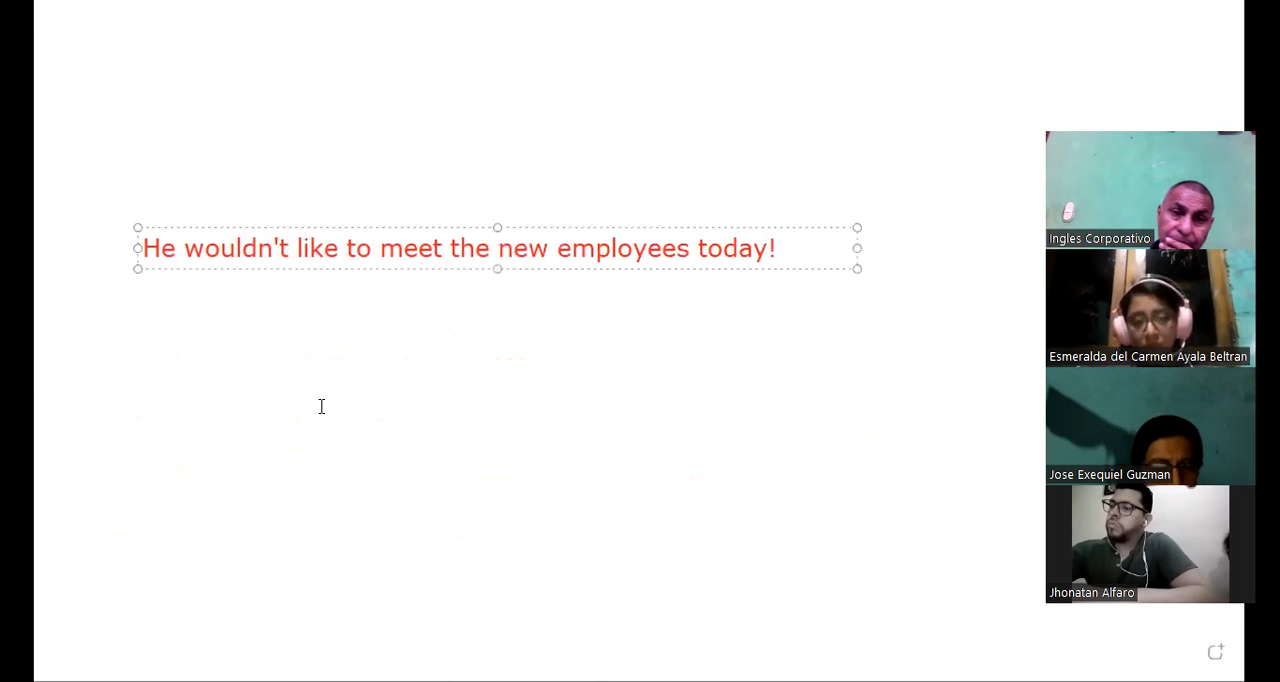 He wouldn't like to meet the new employees today!
Ingles Corporativo
Esmeralda del Carmen Ayala Beltran
Jose Exequiel Guzman
Jhonatan Alfaro